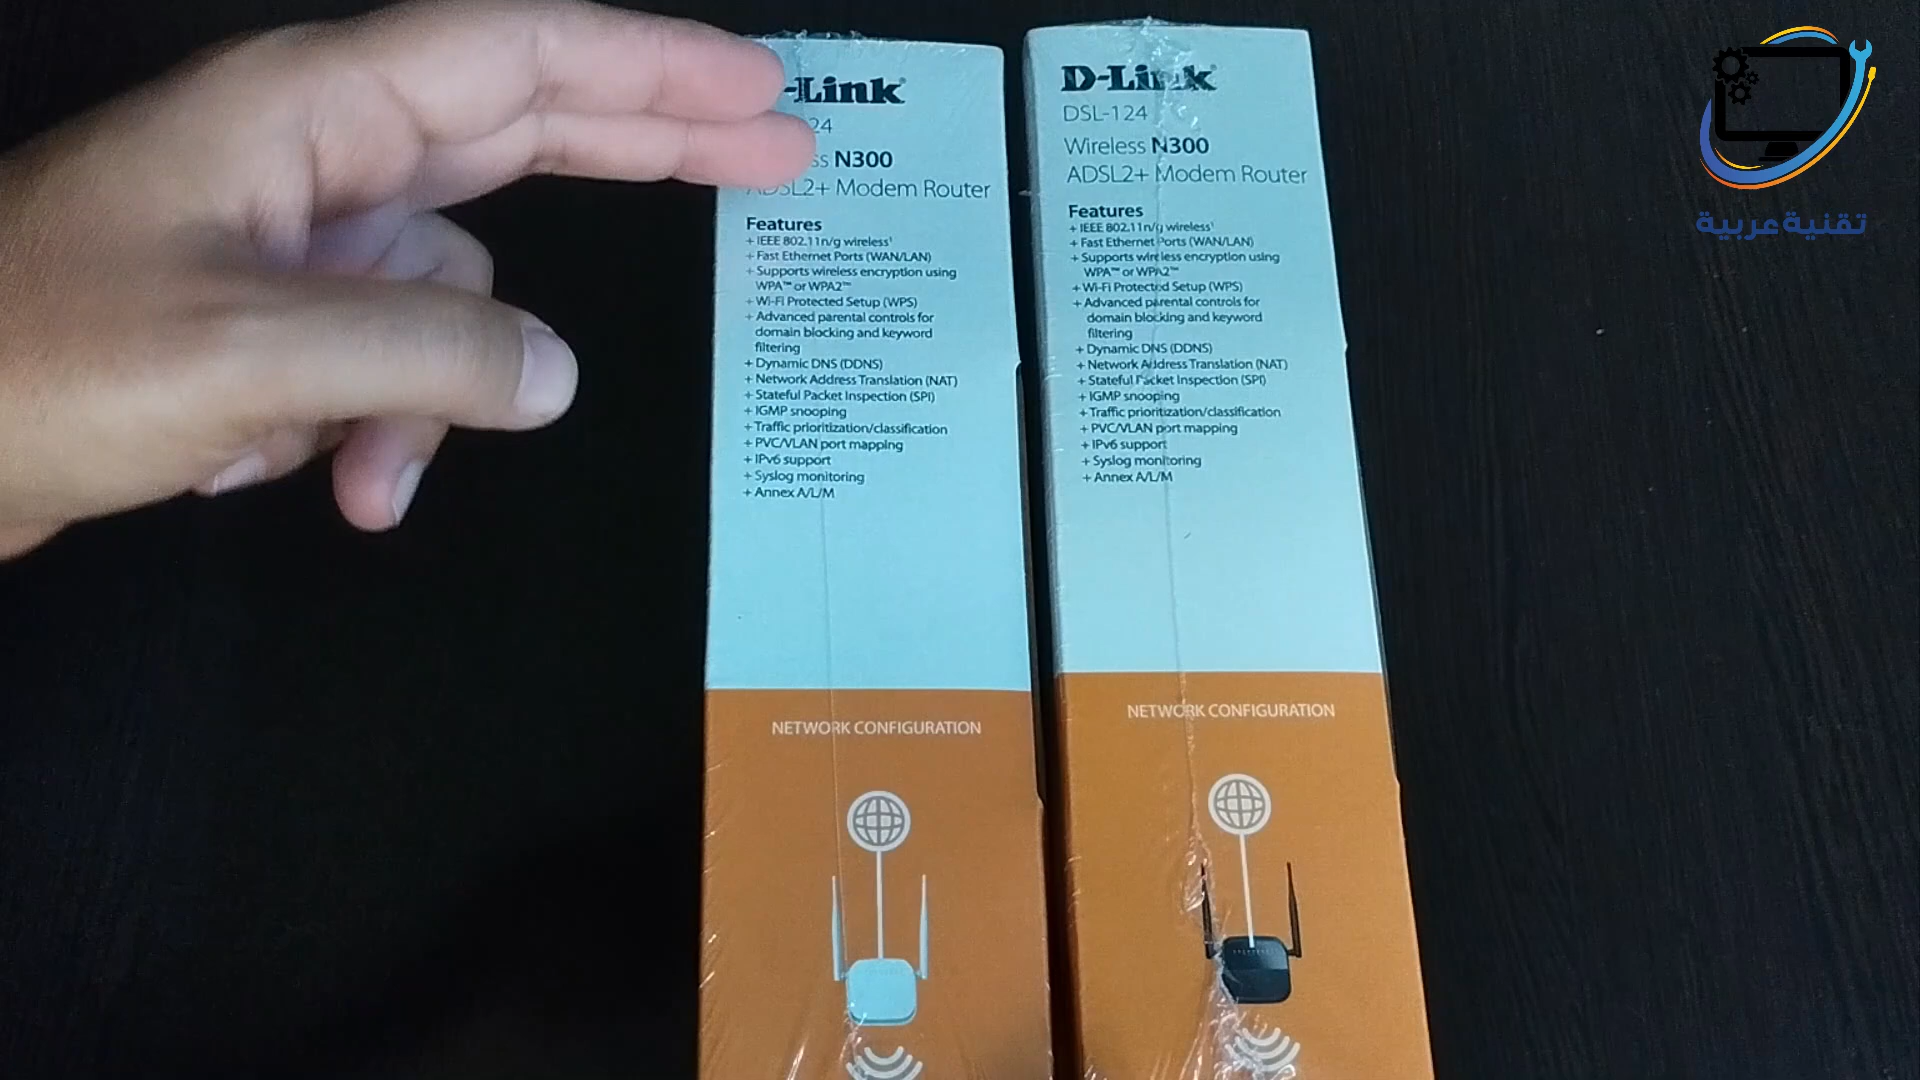 -Link
24
ss N300
ADSL2+ Modem Router
Features
+ IEEE 802.11n/g wireless¹
+ Fast Ethernet Ports (WAN/LAN)
+ Supports wireless encryption using
WPA™ or WPA2™
+ Wi-Fi Protected Setup (WPS)
+ Advanced parental controls for
domain blocking and keyword
filtering
+ Dynamic DNS (DDNS)
+ Network Address Translation (NAT)
+ Stateful Packet Inspection (SPI)
+ IGMP snooping
+ Traffic prioritization/classification
+ PVC/VLAN port mapping
+ IPv6 support
+ Syslog monitoring
+ Annex A/L/M
NETWORK CONFIGURATION
D-Link
DSL-124
Wireless N300
ADSL2+ Modem Router
Features
+ IEEE 802.11n/g wireless¹
+ Fast Ethernet Ports (WAN/LAN)
+ Supports wireless encryption using
WPA™ or WPA2™
+ Wi-Fi Protected Setup (WPS)
+ Advanced parental controls for
domain blocking and keyword
filtering
+ Dynamic DNS (DDNS)
+ Network Address Translation (NAT)
+ Stateful Packet Inspection (SPI)
+ IGMP snooping
+ Traffic prioritization/classification
+ PVC/VLAN port mapping
+ IPv6 support
+ Syslog monitoring
+ Annex A/L/M
NETWORK CONFIGURATION
تقنية عربية